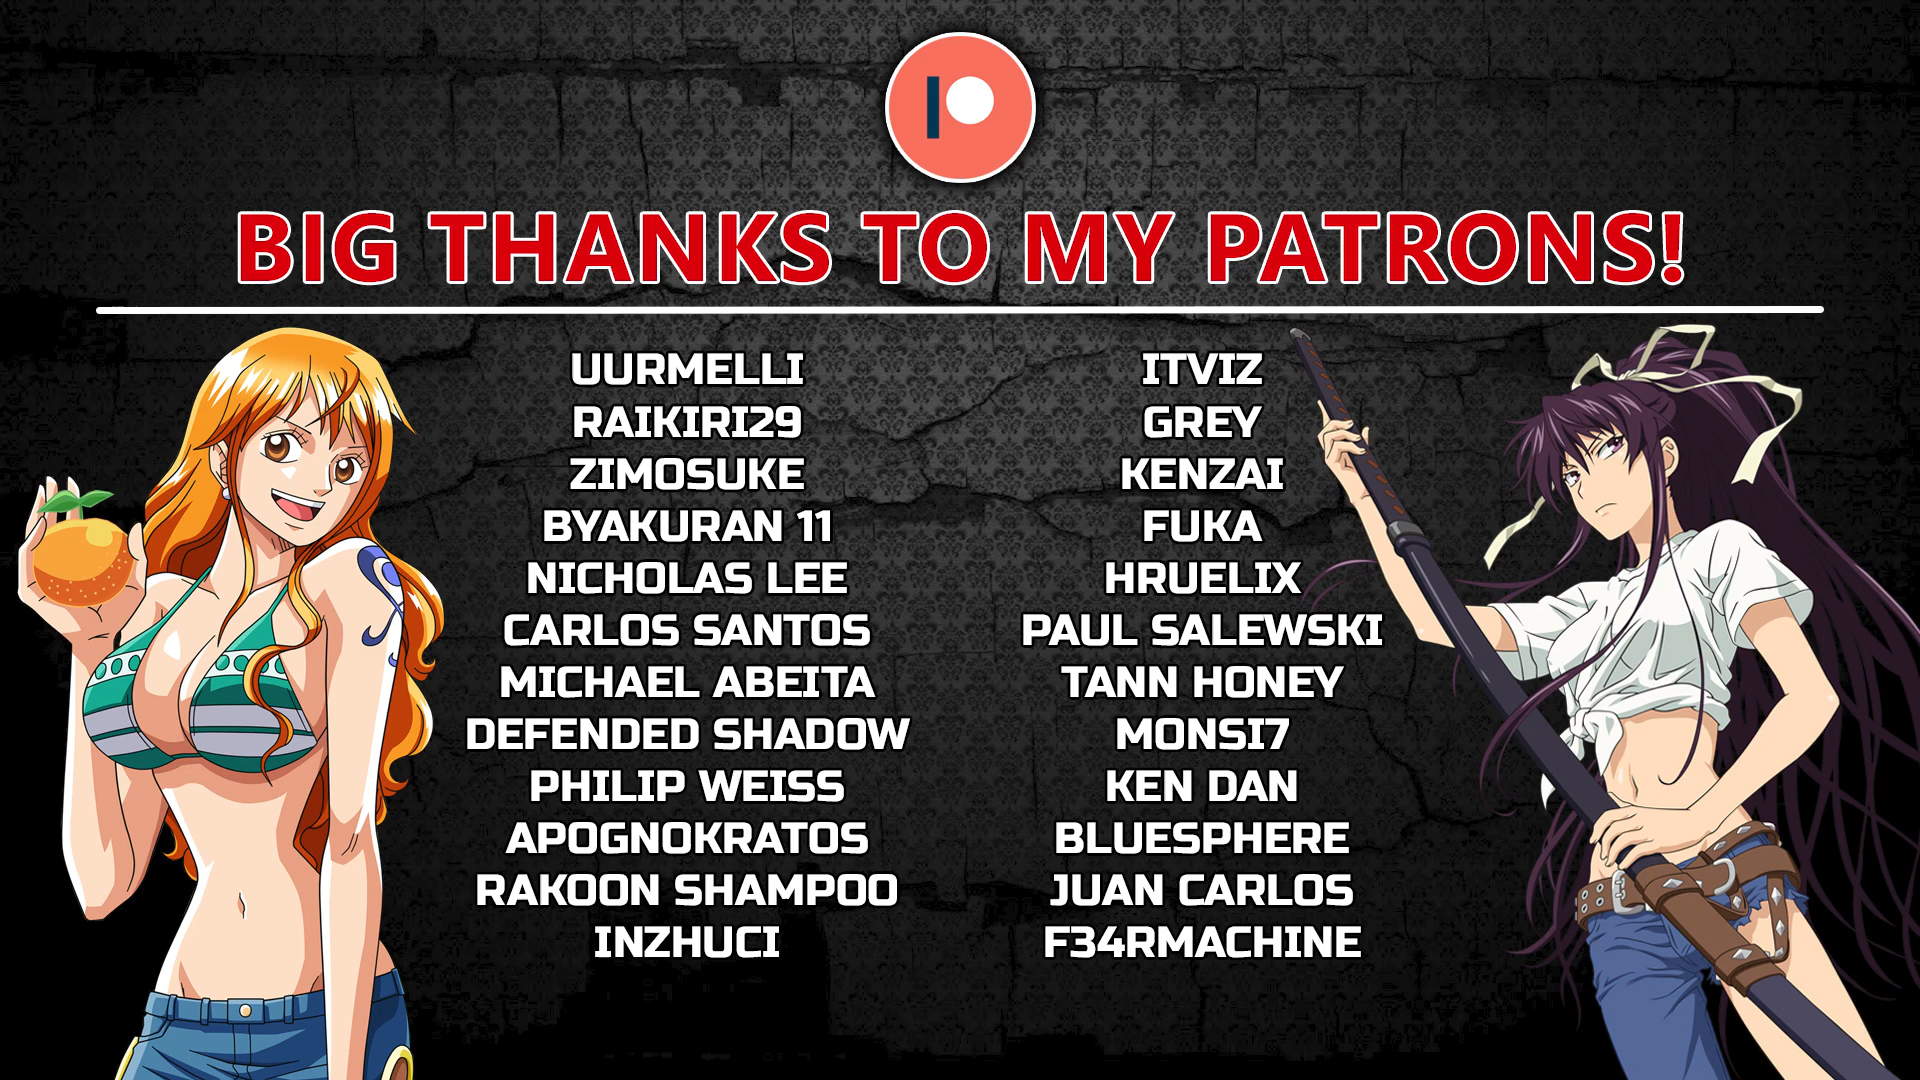 BIG THANKS TO MY PATRONS!
UURMELLI
RAIKIRI29
ZIMOSUKE
BYAKURAN 11
NICHOLAS LEE
CARLOS SANTOS
MICHAEL ABEITA
DEFENDED SHADOW
PHILIP WEISS
APOGNOKRATOS
RAKOON SHAMPOO
INZHUCI
ITVIZ
GREY
KENZAI
FUKA
HRUELIX
PAUL SALEWSKI
TANN HONEY
MONSI7
KEN DAN
BLUESPHERE
JUAN CARLOS
F34RMACHINE